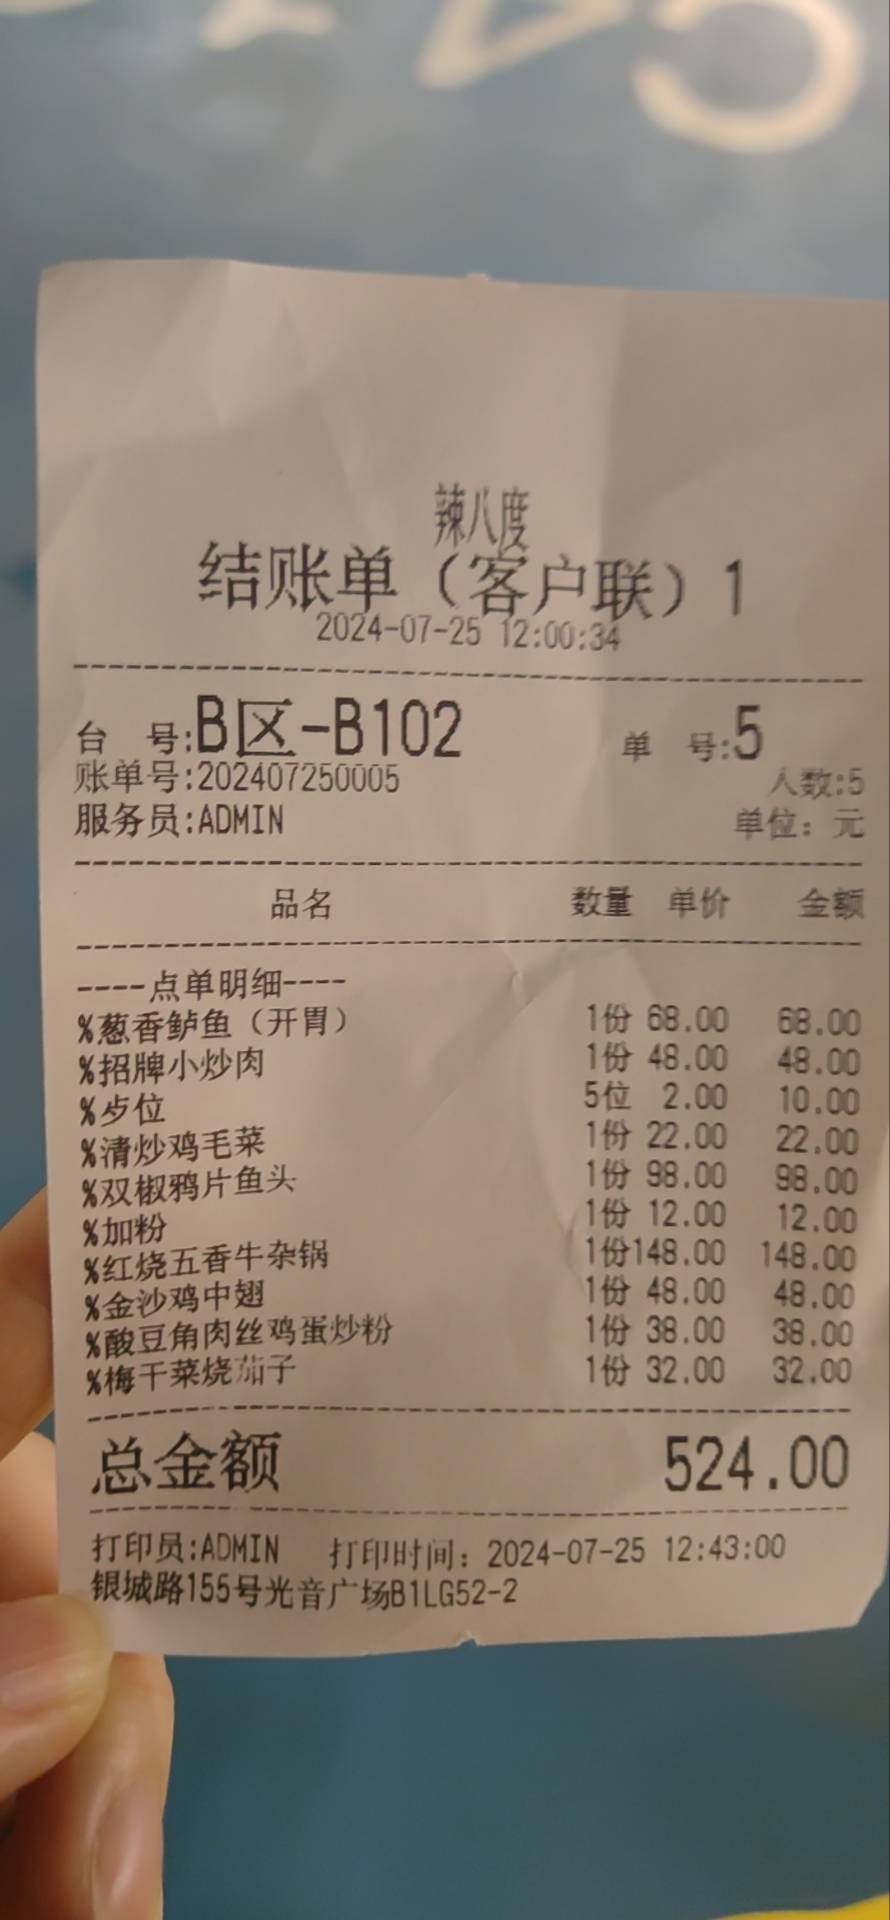 辣八度
结账单（客户联）1
2024-07-25 12:00:34
台 号:B区-B102 单 号:5
账单号:202407250005 人数:5
服务员:ADMIN 单位：元
品名 数量 单价 金额
----点单明细----
%葱香鲈鱼（开胃） 1份 68.00 68.00
%招牌小炒肉 1份 48.00 48.00
%歺位 5位 2.00 10.00
%清炒鸡毛菜 1份 22.00 22.00
%双椒鸦片鱼头 1份 98.00 98.00
%加粉 1份 12.00 12.00
%红烧五香牛杂锅 1份148.00 148.00
%金沙鸡中翅 1份 48.00 48.00
%酸豆角肉丝鸡蛋炒粉 1份 38.00 38.00
%梅干菜烧茄子 1份 32.00 32.00
总金额 524.00
打印员:ADMIN 打印时间：2024-07-25 12:43:00
银城路155号光音广场B1LG52-2